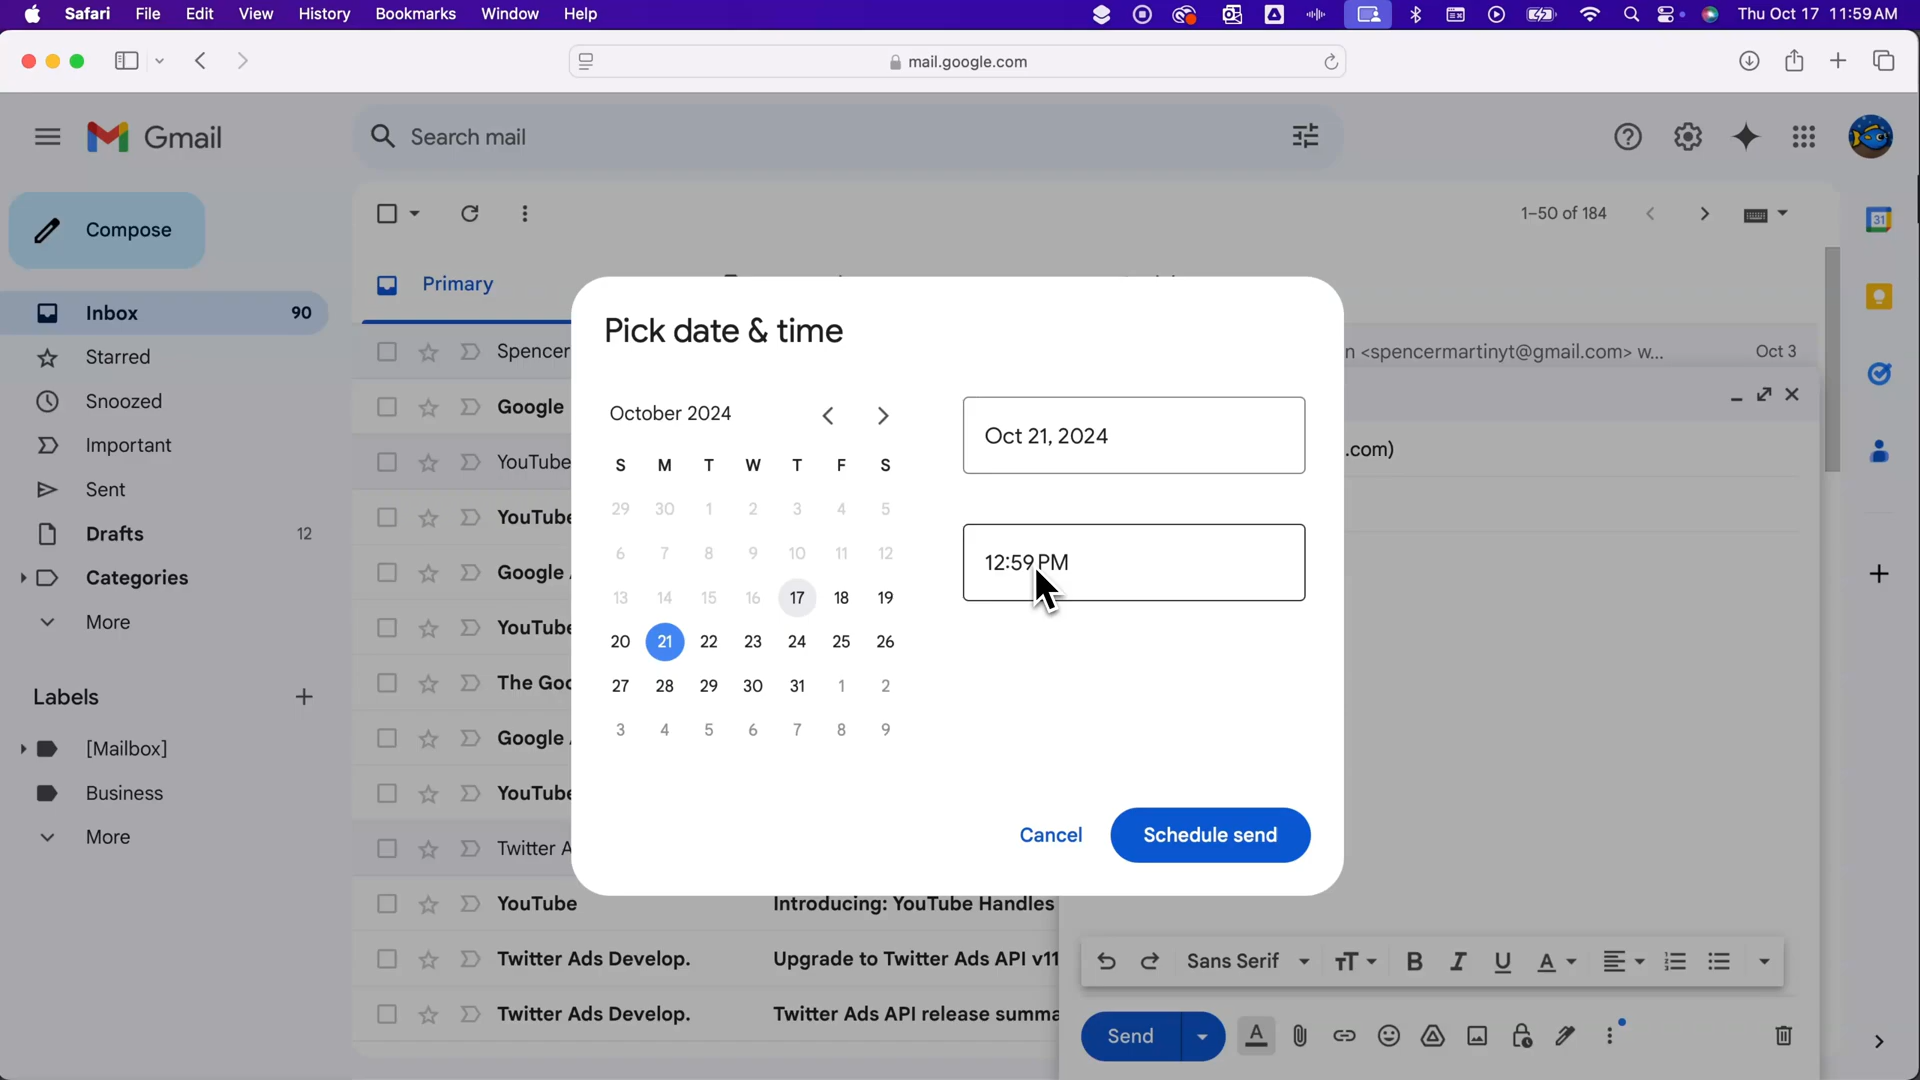 Safari File Edit View History Bookmarks Window Help Thu Oct 17 11:59 AM
mail.google.com
Gmail
Search mail
Compose
1–50 of 184
Primary
Inbox 90
Starred
Snoozed
Important
Sent
Drafts 12
Categories
More
Labels
[Mailbox]
Business
More
Spencer n <spencermartinyt@gmail.com> w... Oct 3
Google
YouTube
YouTube
Google
YouTube
The Goo
Google
YouTube
Twitter A
YouTube Introducing: YouTube Handles
Twitter Ads Develop. Upgrade to Twitter Ads API v11
Twitter Ads Develop. Twitter Ads API release summa
.com)
Pick date & time
October 2024
S M T W T F S
29 30 1 2 3 4 5
6 7 8 9 10 11 12
13 14 15 16 17 18 19
20 21 22 23 24 25 26
27 28 29 30 31 1 2
3 4 5 6 7 8 9
Oct 21, 2024
12:59 PM
Cancel
Schedule send
Sans Serif
B I U A
Send
A
31